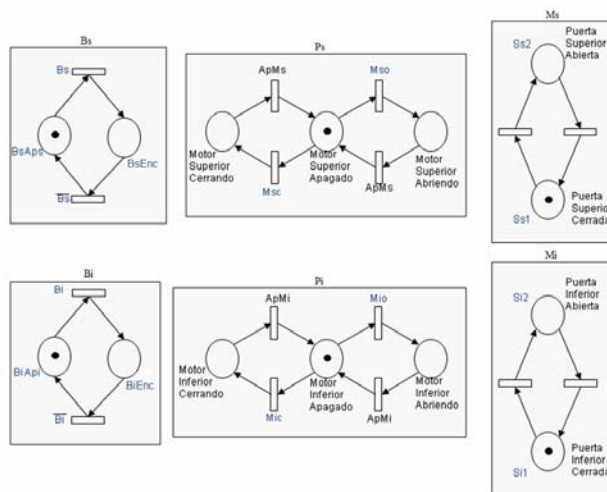 Bs
Bs
BsAps
BsEnc
Bs
Ps
ApMs
Mso
Motor
Superior
Cerrando
Motor
Superior
Apagado
Motor
Superior
Abriendo
Msc
ApMs
Ms
Ss2
Puerta
Superior
Abierta
Ss1
Puerta
Superior
Cerrada
Bi
Bi
BiApi
BiEnc
Bi
Pi
ApMi
Mio
Motor
Inferior
Cerrando
Motor
Inferior
Apagado
Motor
Inferior
Abriendo
Mic
ApMi
Mi
Si2
Puerta
Inferior
Abierta
Si1
Puerta
Inferior
Cerrada